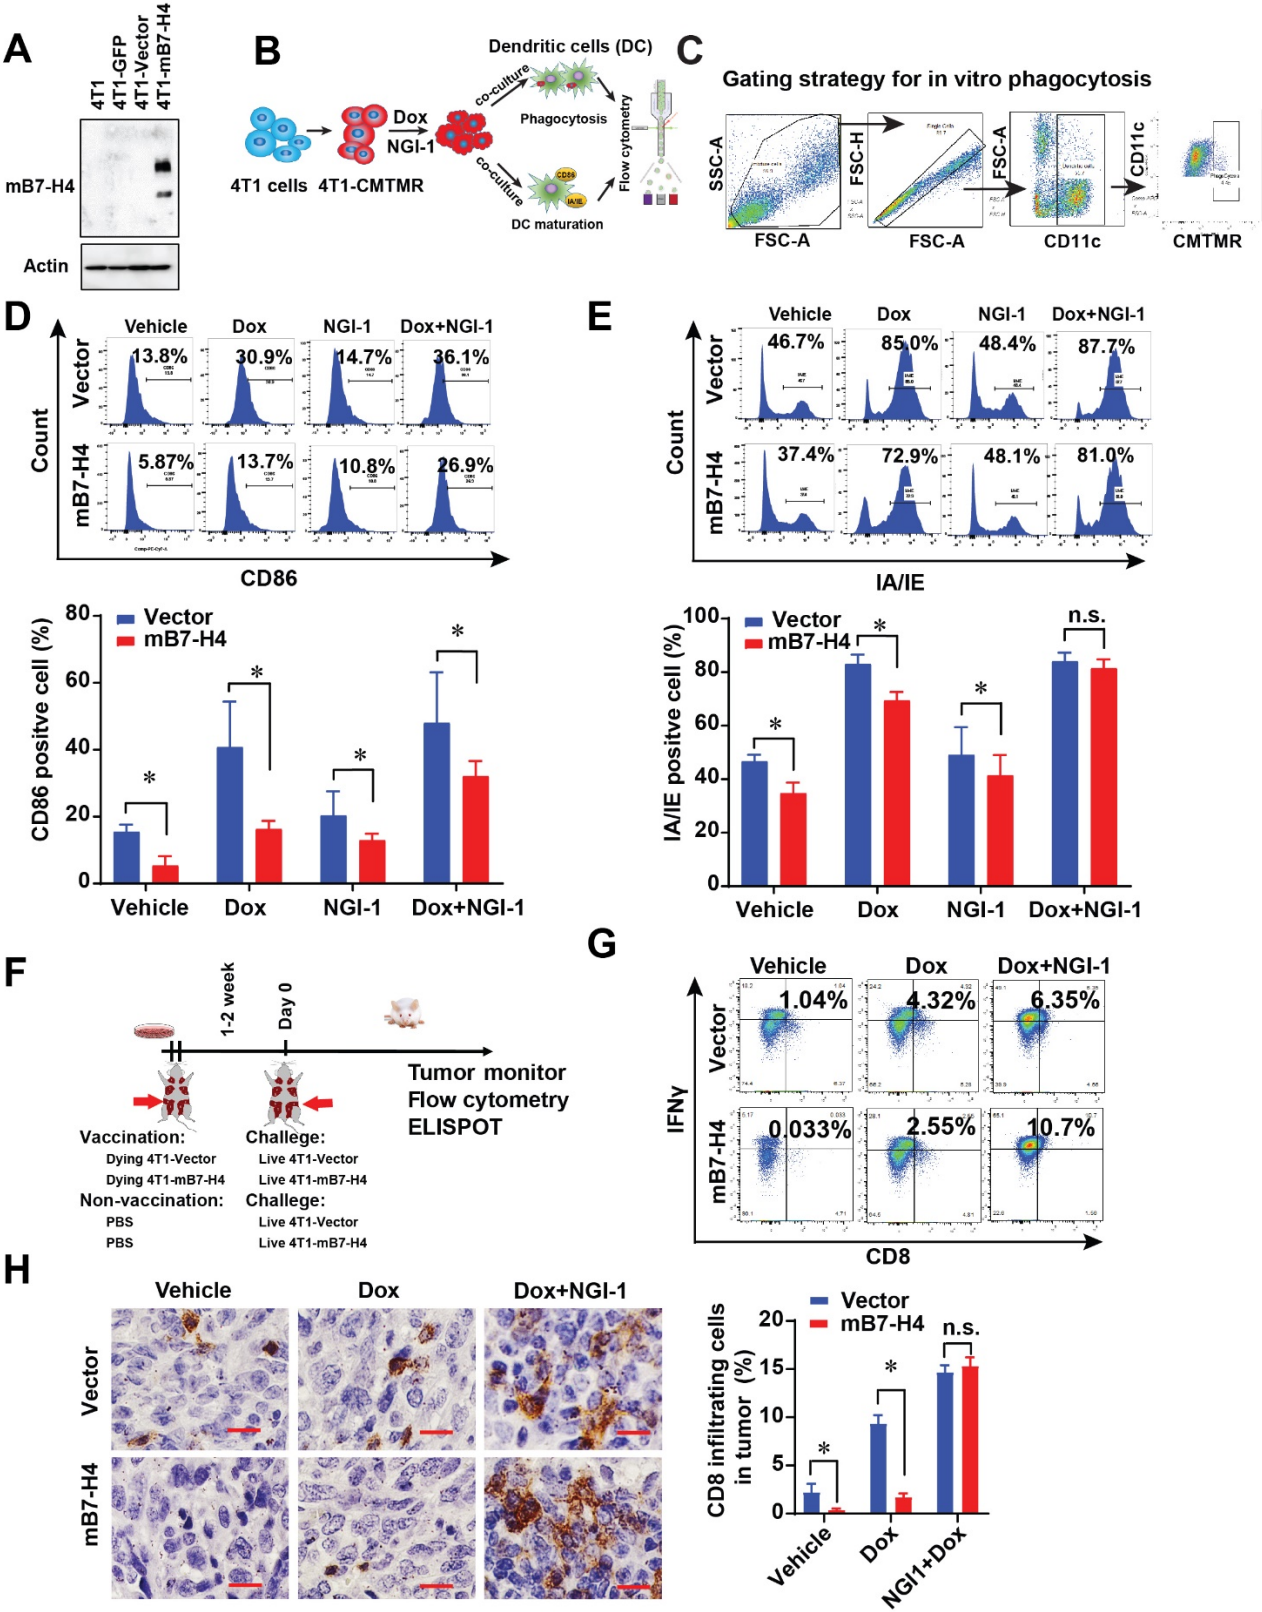 A
4T1
4T1-GFP
4T1-Vector
4T1-mB7-H4
mB7-H4
Actin
B
Dendritic cells (DC)
co-culture
Dox
NGI-1
Phagocytosis
4T1 cells
4T1-CMTMR
co-culture
CD86
IA/IE
DC maturation
Flow cytometry
C
Gating strategy for in vitro phagocytosis
SSC-A
FSC-A
FSC-H
FSC-A
FSC-A
CD11c
CD11c
CMTMR
D
Vehicle
Dox
NGI-1
Dox+NGI-1
Vector
13.8%
30.9%
14.7%
36.1%
mB7-H4
5.87%
13.7%
10.8%
26.9%
Count
CD86
80
60
40
20
0
CD86 positve cell (%)
Vector
mB7-H4
*
*
*
*
Vehicle
Dox
NGI-1
Dox+NGI-1
E
Vehicle
Dox
NGI-1
Dox+NGI-1
Vector
46.7%
85.0%
48.4%
87.7%
mB7-H4
37.4%
72.9%
48.1%
81.0%
Count
IA/IE
100
80
60
40
20
0
IA/IE positive cell (%)
Vector
mB7-H4
*
*
*
n.s.
Vehicle
Dox
NGI-1
Dox+NGI-1
F
1-2 week
Day 0
Tumor monitor
Flow cytometry
ELISPOT
Vaccination:
Dying 4T1-Vector
Dying 4T1-mB7-H4
Non-vaccination:
PBS
PBS
Challege:
Live 4T1-Vector
Live 4T1-mB7-H4
Challege:
Live 4T1-Vector
Live 4T1-mB7-H4
G
Vehicle
Dox
Dox+NGI-1
Vector
1.04%
4.32%
6.35%
mB7-H4
0.033%
2.55%
10.7%
IFNγ
CD8
H
Vehicle
Dox
Dox+NGI-1
Vector
mB7-H4
Vector
mB7-H4
20
15
10
5
0
CD8 infiltrating cells
in tumor (%)
*
*
n.s.
Vehicle
Dox
NGI1+Dox